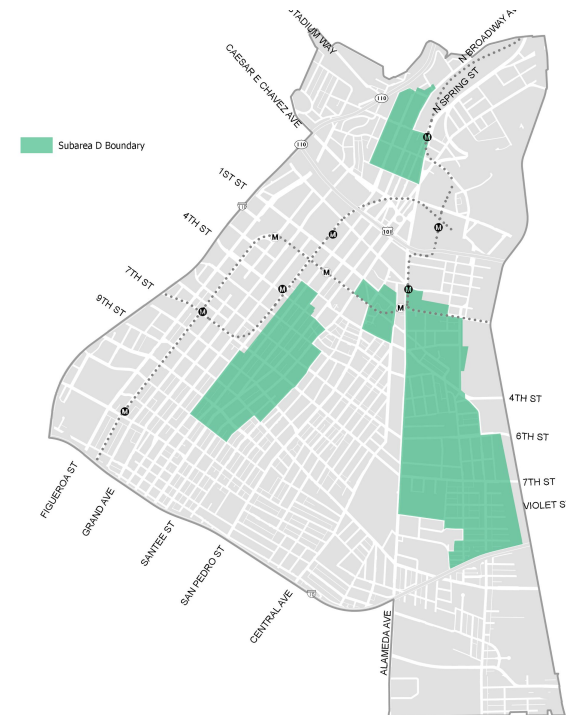 STADIUM WAY
N BROADWAY AV
CAESAR E CHAVEZ AVE
N SPRING ST
110
M
110
Subarea D Boundary
1ST ST
4TH ST
101
M
M
M
7TH ST
M
M
M
9TH ST
M
M
4TH ST
M
6TH ST
FIGUEROA ST
GRAND AVE
7TH ST
VIOLET S
SANTEE ST
SAN PEDRO ST
CENTRAL AVE
10
ALAMEDA AVE